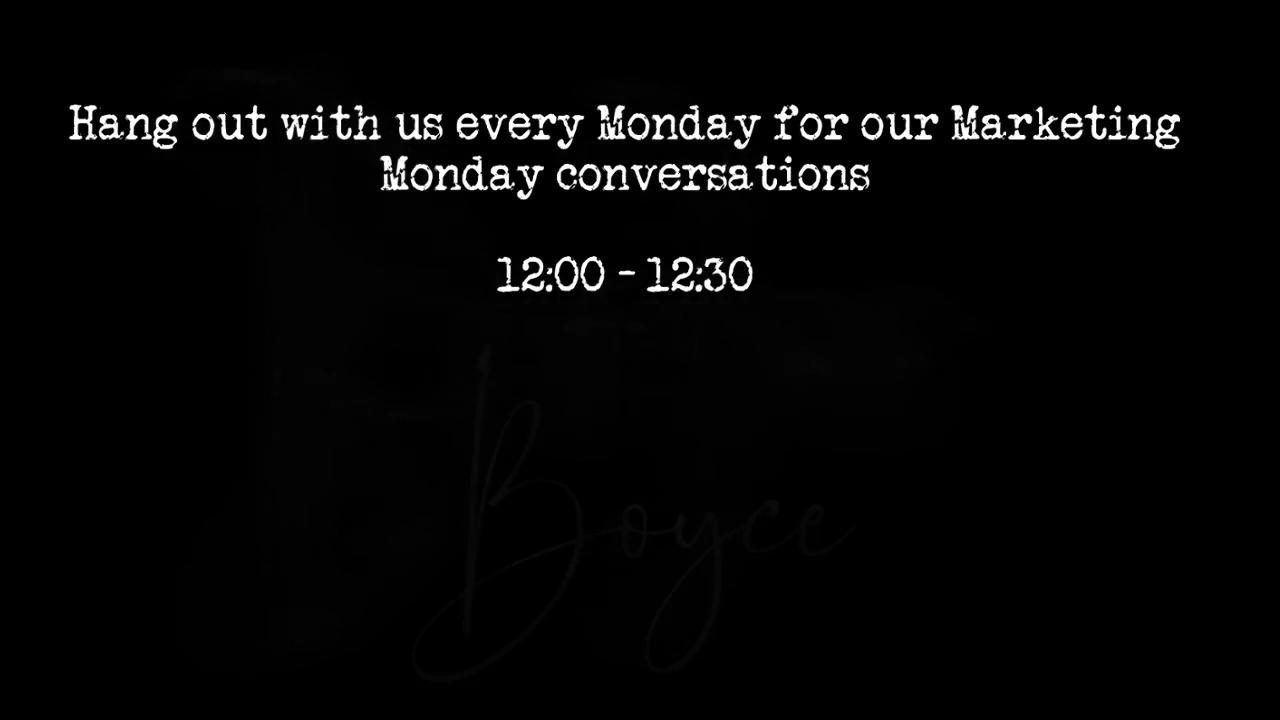 Hang out with us every Monday for our Marketing
Monday conversations
12:00 - 12:30
Boyce